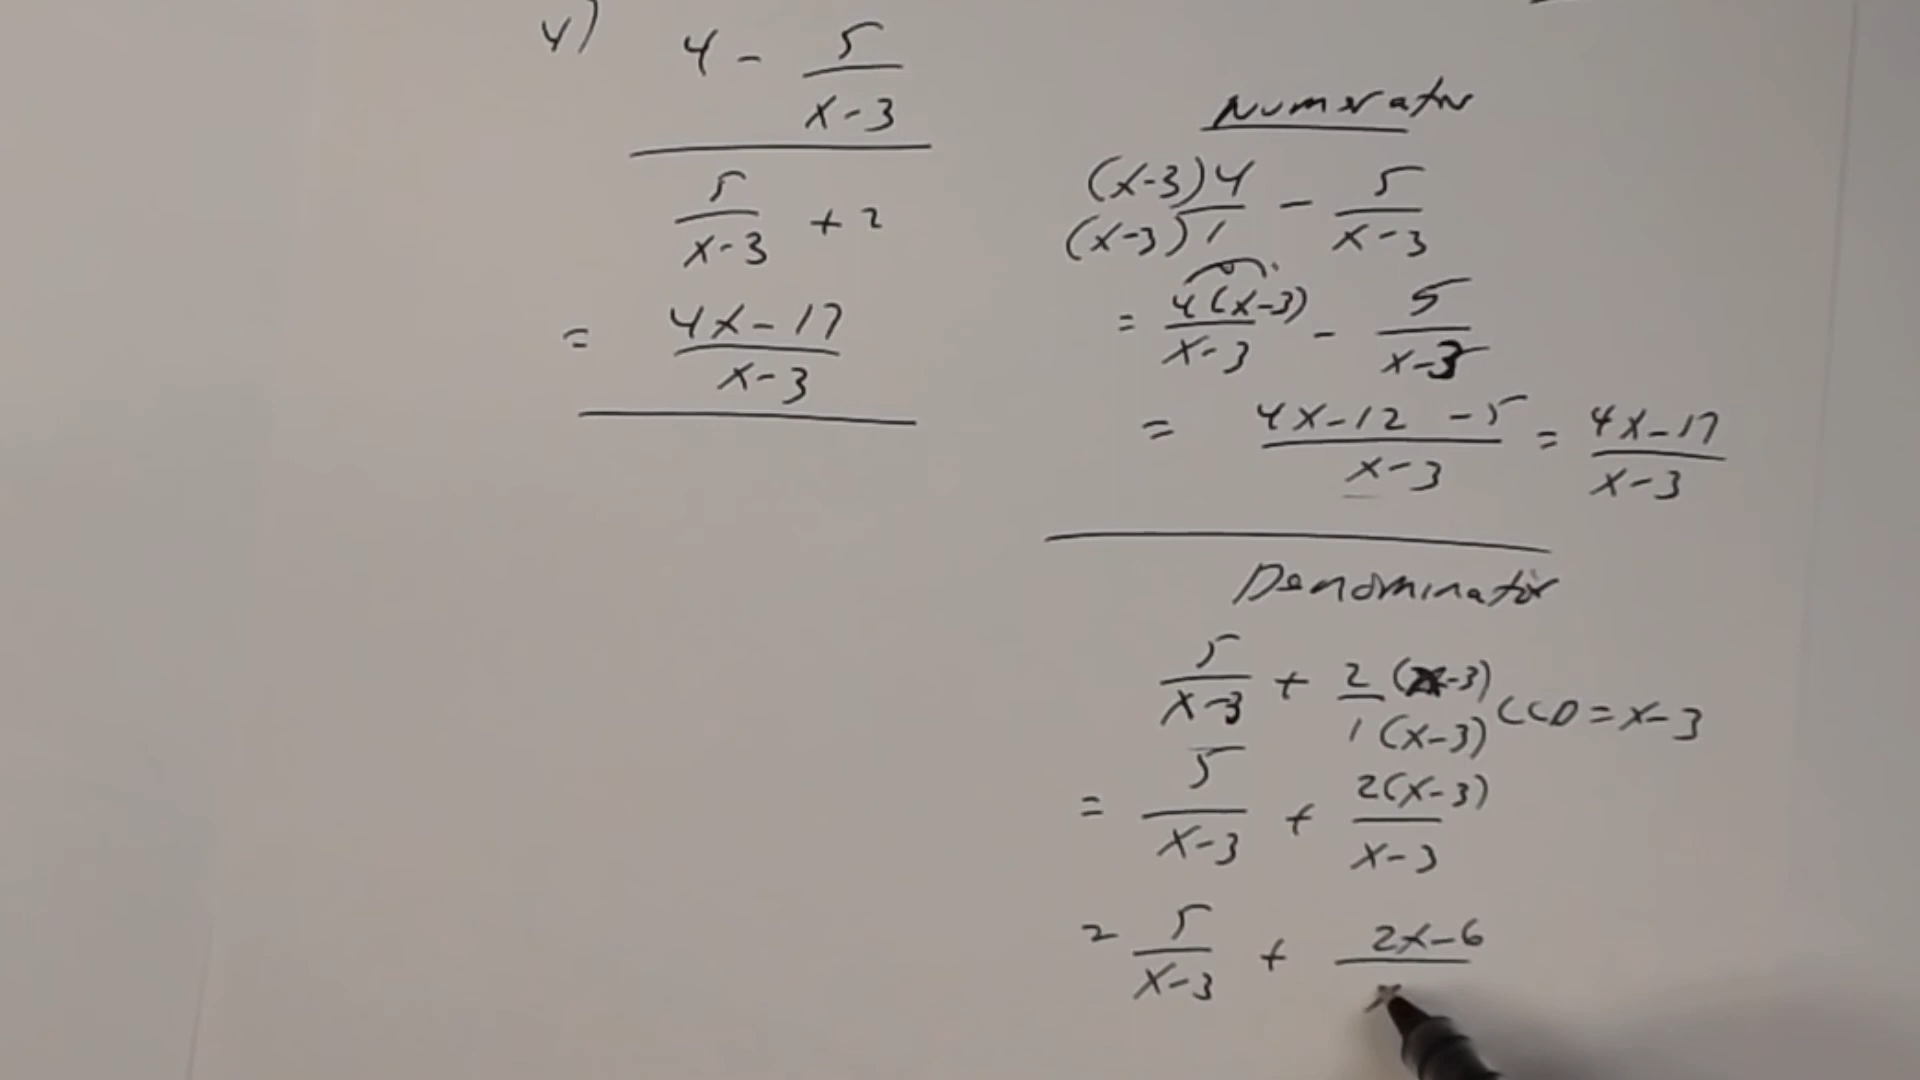 4) 4 - 5
x-3
5
x-3 + 2
= 4x-17
x-3
Numerator
(x-3)4 - 5
(x-3) 1 x-3
= 4(x-3) - 5
x-3 x-3
= 4x-12 -5 = 4x-17
x-3 x-3
Denominator
5 + 2 (x-3)
x-3 1 (x-3) LCD = x-3
= 5 + 2(x-3)
x-3 x-3
= 5 + 2x-6
x-3 x